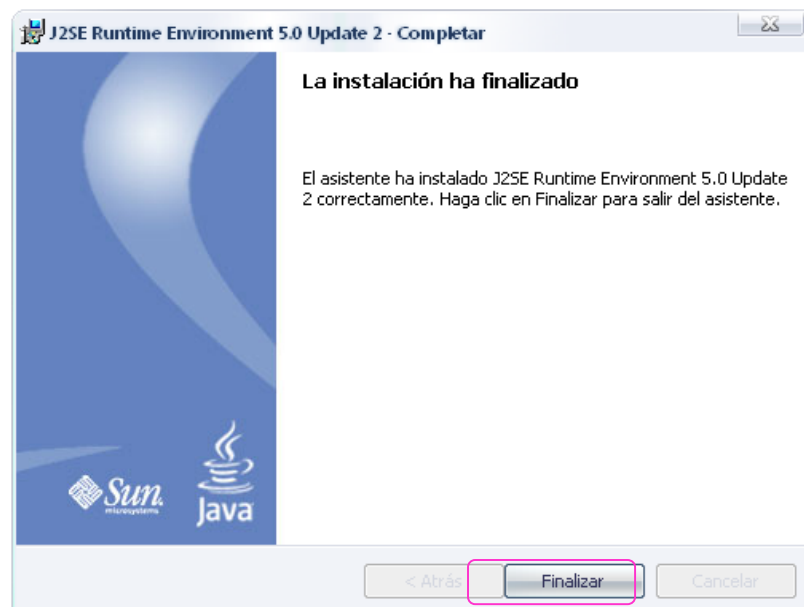 J2SE Runtime Environment 5.0 Update 2 - Completar
La instalación ha finalizado
El asistente ha instalado J2SE Runtime Environment 5.0 Update
2 correctamente. Haga clic en Finalizar para salir del asistente.
Sun
microsystems
Java
< Atrás
Finalizar
Cancelar